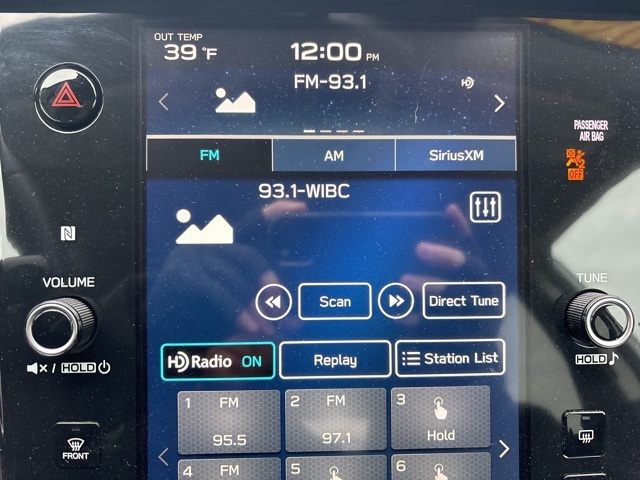 OUT TEMP
39 °F
12:00 PM
FM-93.1
HD
PASSENGER
AIR BAG
OFF
FM AM SiriusXM
93.1-WIBC
N
VOLUME
TUNE
Scan Direct Tune
HD Radio ON Replay Station List
/ HOLD
HOLD
1 FM 2 FM 3
95.5 97.1 Hold
FRONT
4 FM 5 6